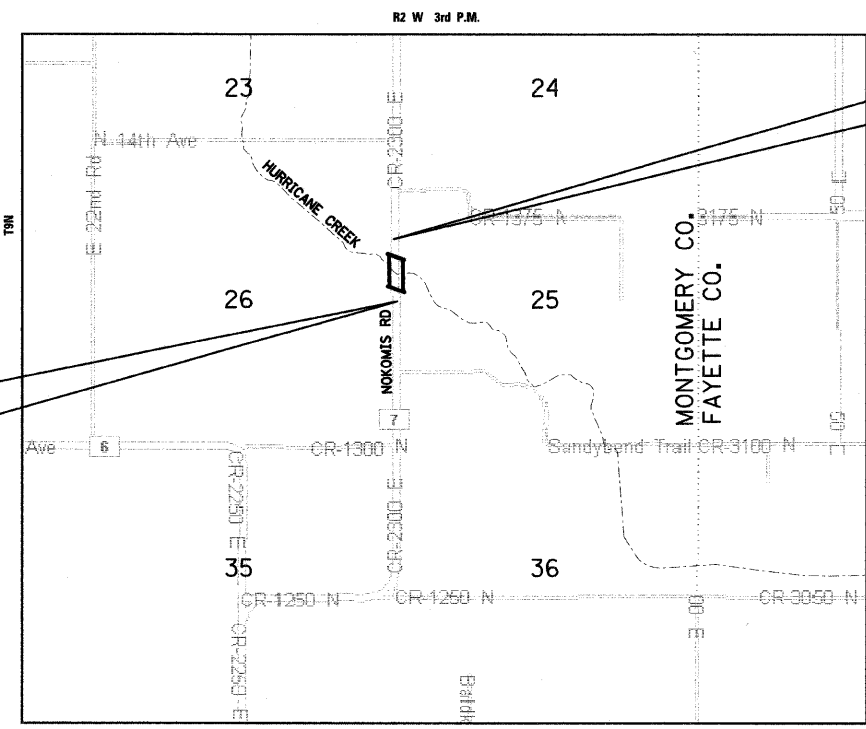 R2 W 3rd P.M.
T9N
23
24
N 14th Ave
E 22nd Rd
CR-2300 E
HURRICANE CREEK
CR-1375 N
3175 N
50 E
26
25
NOKOMIS RD
MONTGOMERY CO.
FAYETTE CO.
7
Ave
6
CR-1300 N
Sandybend Trail
CR-3100 N
CR-2250 E
CR-2300 E
35
36
CR-1250 N
CR-1250 N
CR-3050 N
00 E
CR-2250 E